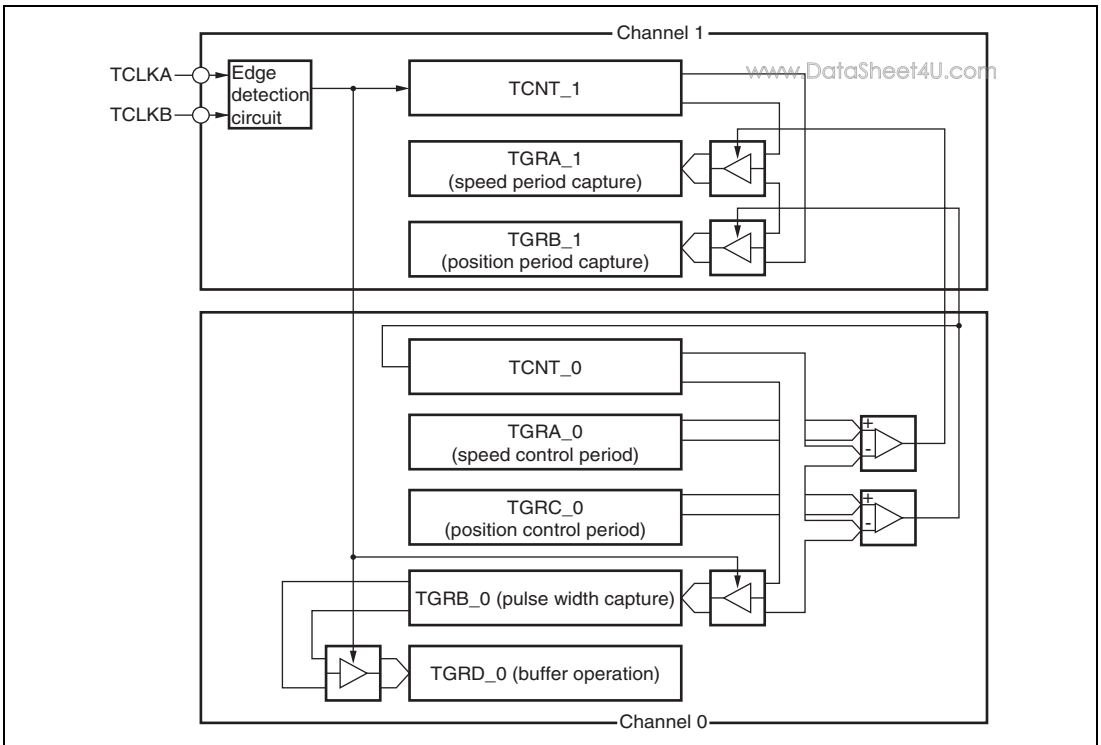 Channel 1
www.DataSheet4U.com
TCLKA
TCLKB
Edge
detection
circuit
TCNT_1
TGRA_1
(speed period capture)
TGRB_1
(position period capture)
TCNT_0
TGRA_0
(speed control period)
+
-
TGRC_0
(position control period)
+
-
TGRB_0 (pulse width capture)
TGRD_0 (buffer operation)
Channel 0